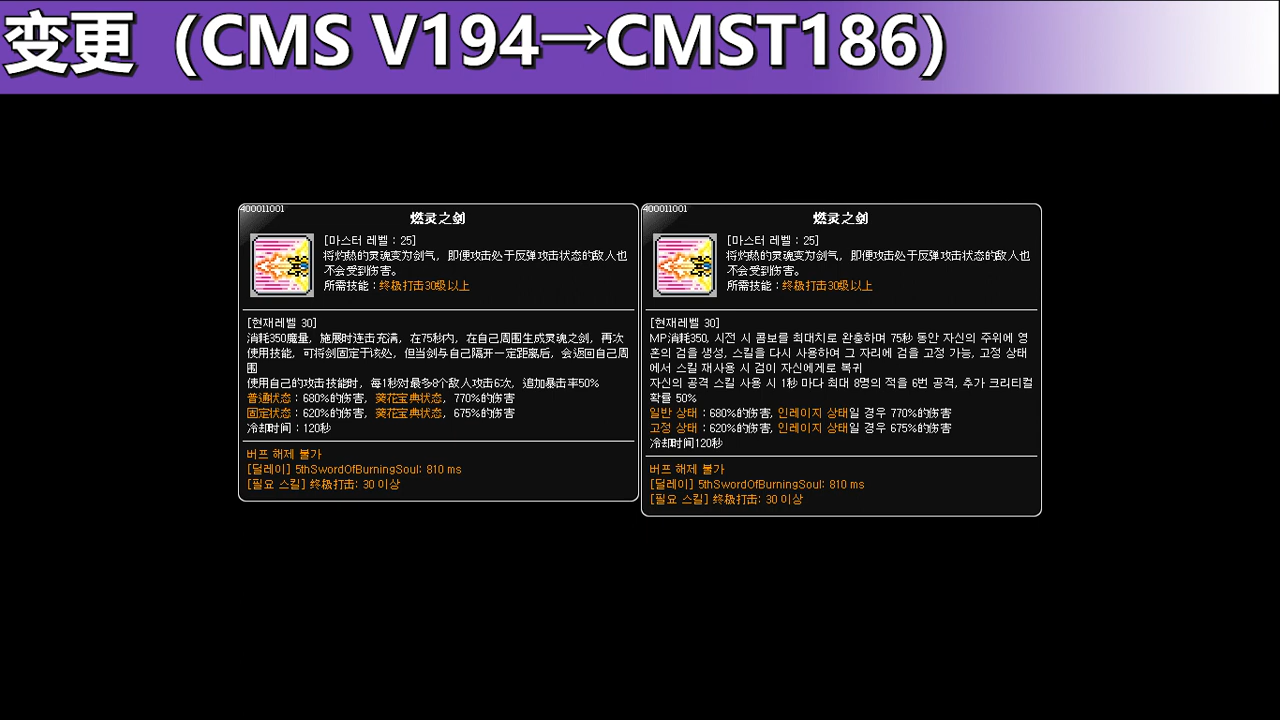 变更（CMS V194→CMST186）
400011001
燃灵之剑
[마스터 레벨 : 25]
将灼热的灵魂变为剑气，即便攻击处于反弹攻击状态的敌人也
不会受到伤害。
所需技能：终极打击30级以上
[현재레벨 30]
消耗350魔量，施展时连击充满，在75秒内，在自己周围生成灵魂之剑，再次
使用技能，可将剑固定于该处，但当剑与自己隔开一定距离后，会返回自己周
围
使用自己的攻击技能时，每1秒对最多8个敌人攻击6次，追加暴击率50%
普通状态：680%的伤害，葵花宝典状态，770%的伤害
固定状态：620%的伤害，葵花宝典状态，675%的伤害
冷却时间：120秒
버프 해제 불가
[딜레이] 5thSwordOfBurningSoul: 810 ms
[필요 스킬] 终极打击: 30 이상
400011001
燃灵之剑
[마스터 레벨 : 25]
将灼热的灵魂变为剑气，即便攻击处于反弹攻击状态的敌人也
不会受到伤害。
所需技能：终极打击30级以上
[현재레벨 30]
MP消耗350, 시전 시 콤보를 최대치로 완충하며 75秒 동안 자신의 주위에 영
혼의 검을 생성, 스킬을 다시 사용하여 그 자리에 검을 고정 가능, 고정 상태
에서 스킬 재사용 시 검이 자신에게로 복귀
자신의 공격 스킬 사용 시 1秒 마다 최대 8명의 적을 6번 공격, 추가 크리티컬
확률 50%
일반 상태 : 680%的伤害, 인레이지 상태일 경우 770%的伤害
고정 상태 : 620%的伤害, 인레이지 상태일 경우 675%的伤害
冷却时间120秒
버프 해제 불가
[딜레이] 5thSwordOfBurningSoul: 810 ms
[필요 스킬] 终极打击: 30 이상